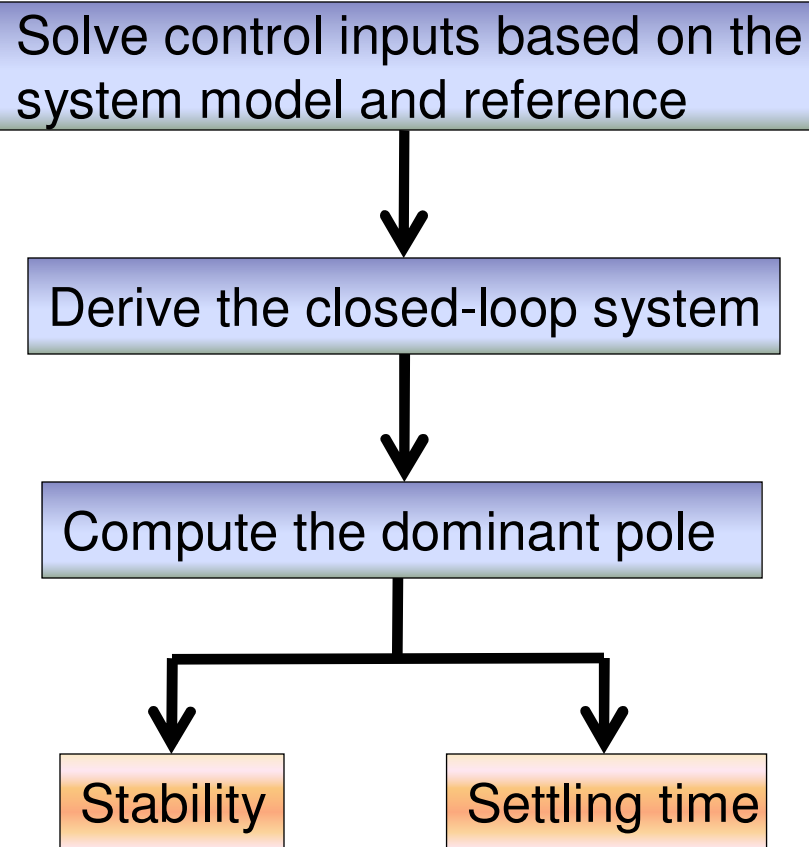 Solve control inputs based on the
system model and reference
Derive the closed-loop system
Compute the dominant pole
Stability
Settling time